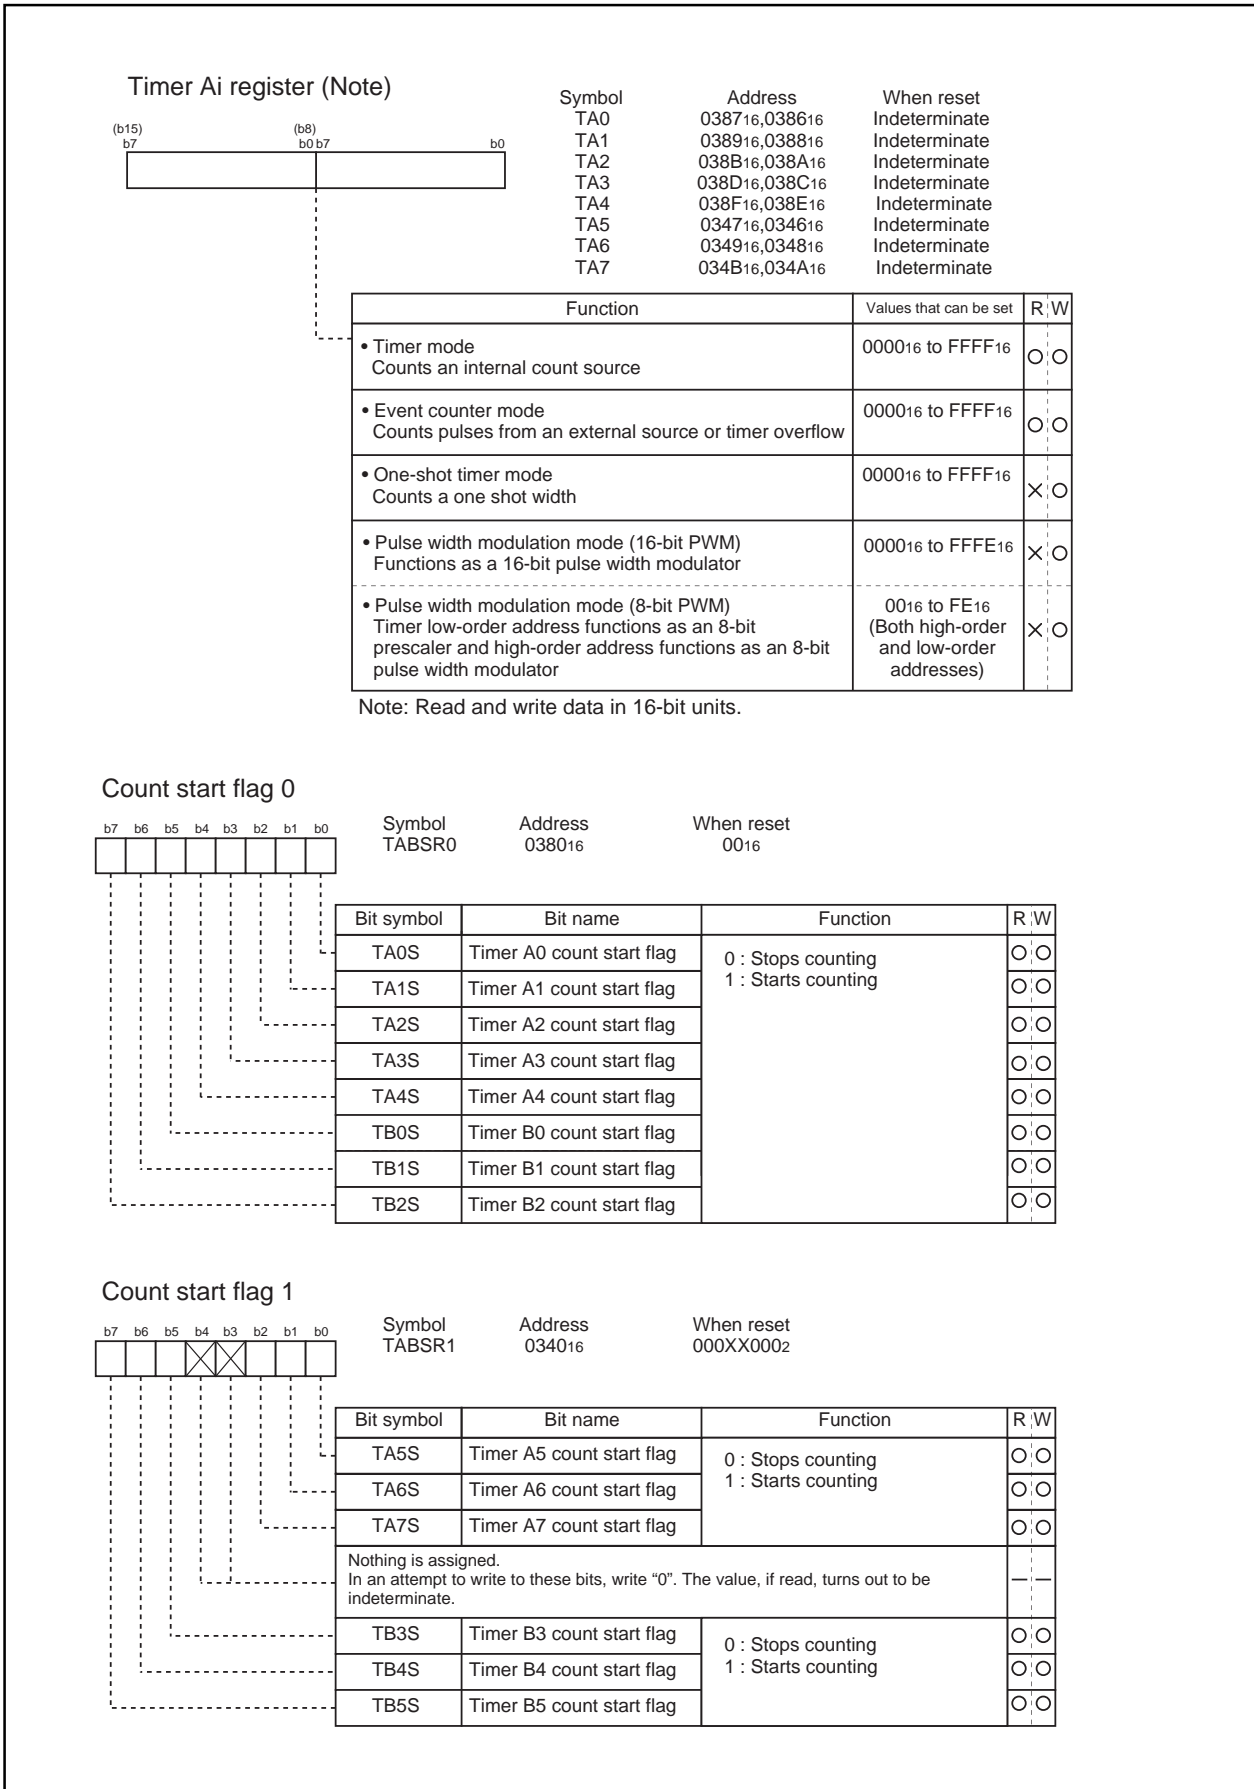 Timer Ai register (Note)
Symbol Address When reset
TA0 038716,038616 Indeterminate
TA1 038916,038816 Indeterminate
TA2 038B16,038A16 Indeterminate
TA3 038D16,038C16 Indeterminate
TA4 038F16,038E16 Indeterminate
TA5 034716,034616 Indeterminate
TA6 034916,034816 Indeterminate
TA7 034B16,034A16 Indeterminate
(b15) (b8)
b7 b0 b7 b0
Function Values that can be set R W
• Timer mode 000016 to FFFF16
Counts an internal count source
• Event counter mode 000016 to FFFF16
Counts pulses from an external source or timer overflow
• One-shot timer mode 000016 to FFFF16
Counts a one shot width
• Pulse width modulation mode (16-bit PWM) 000016 to FFFE16
Functions as a 16-bit pulse width modulator
• Pulse width modulation mode (8-bit PWM) 0016 to FE16
Timer low-order address functions as an 8-bit (Both high-order
prescaler and high-order address functions as an 8-bit and low-order
pulse width modulator addresses)
Note: Read and write data in 16-bit units.
Count start flag 0
Symbol Address When reset
TABSR0 038016 0016
b7 b6 b5 b4 b3 b2 b1 b0
Bit symbol Bit name Function R W
TA0S Timer A0 count start flag 0 : Stops counting
TA1S Timer A1 count start flag 1 : Starts counting
TA2S Timer A2 count start flag
TA3S Timer A3 count start flag
TA4S Timer A4 count start flag
TB0S Timer B0 count start flag
TB1S Timer B1 count start flag
TB2S Timer B2 count start flag
Count start flag 1
Symbol Address When reset
TABSR1 034016 000XX0002
b7 b6 b5 b4 b3 b2 b1 b0
Bit symbol Bit name Function R W
TA5S Timer A5 count start flag 0 : Stops counting
TA6S Timer A6 count start flag 1 : Starts counting
TA7S Timer A7 count start flag
Nothing is assigned.
In an attempt to write to these bits, write “0”. The value, if read, turns out to be
indeterminate.
TB3S Timer B3 count start flag 0 : Stops counting
TB4S Timer B4 count start flag 1 : Starts counting
TB5S Timer B5 count start flag